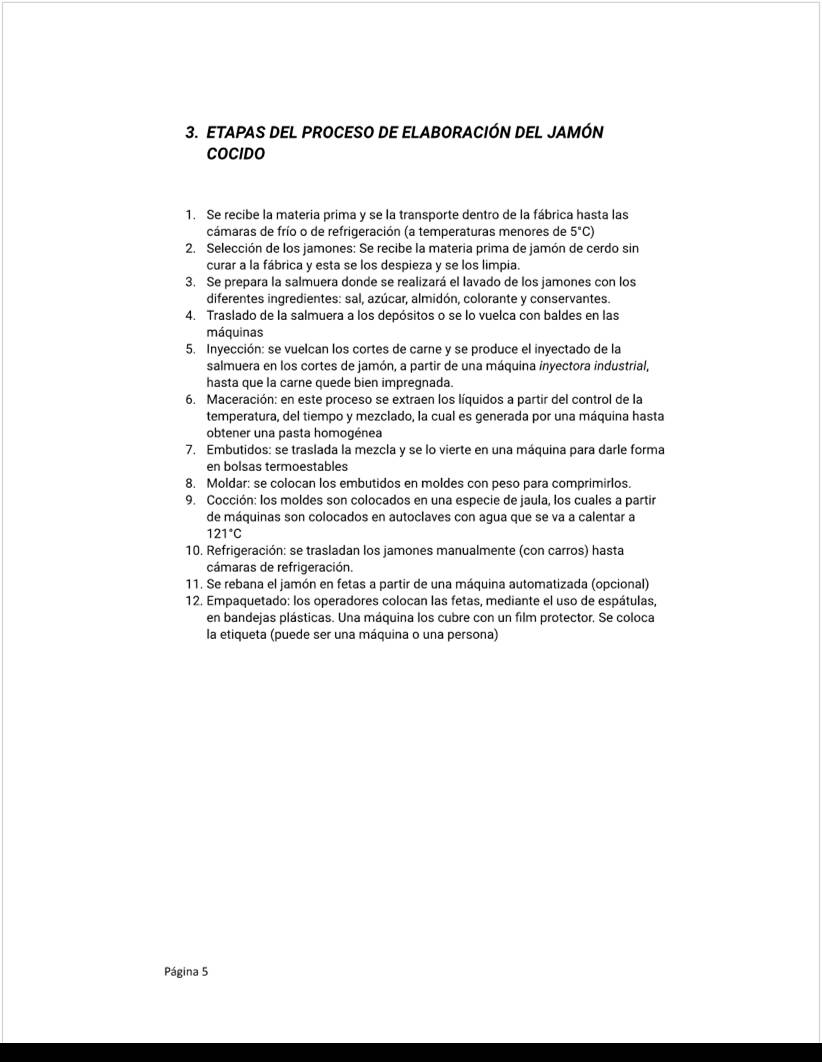 3. ETAPAS DEL PROCESO DE ELABORACIÓN DEL JAMÓN
COCIDO
1. Se recibe la materia prima y se la transporte dentro de la fábrica hasta las
cámaras de frío o de refrigeración (a temperaturas menores de 5°C)
2. Selección de los jamones: Se recibe la materia prima de jamón de cerdo sin
curar a la fábrica y esta se los despieza y se los limpia.
3. Se prepara la salmuera donde se realizará el lavado de los jamones con los
diferentes ingredientes: sal, azúcar, almidón, colorante y conservantes.
4. Traslado de la salmuera a los depósitos o se lo vuelca con baldes en las
máquinas
5. Inyección: se vuelcan los cortes de carne y se produce el inyectado de la
salmuera en los cortes de jamón, a partir de una máquina inyectora industrial,
hasta que la carne quede bien impregnada.
6. Maceración: en este proceso se extraen los líquidos a partir del control de la
temperatura, del tiempo y mezclado, la cual es generada por una máquina hasta
obtener una pasta homogénea
7. Embutidos: se traslada la mezcla y se lo vierte en una máquina para darle forma
en bolsas termoestables
8. Moldar: se colocan los embutidos en moldes con peso para comprimirlos.
9. Cocción: los moldes son colocados en una especie de jaula, los cuales a partir
de máquinas son colocados en autoclaves con agua que se va a calentar a
121°C
10. Refrigeración: se trasladan los jamones manualmente (con carros) hasta
cámaras de refrigeración.
11. Se rebana el jamón en fetas a partir de una máquina automatizada (opcional)
12. Empaquetado: los operadores colocan las fetas, mediante el uso de espátulas,
en bandejas plásticas. Una máquina los cubre con un film protector. Se coloca
la etiqueta (puede ser una máquina o una persona)
Página 5